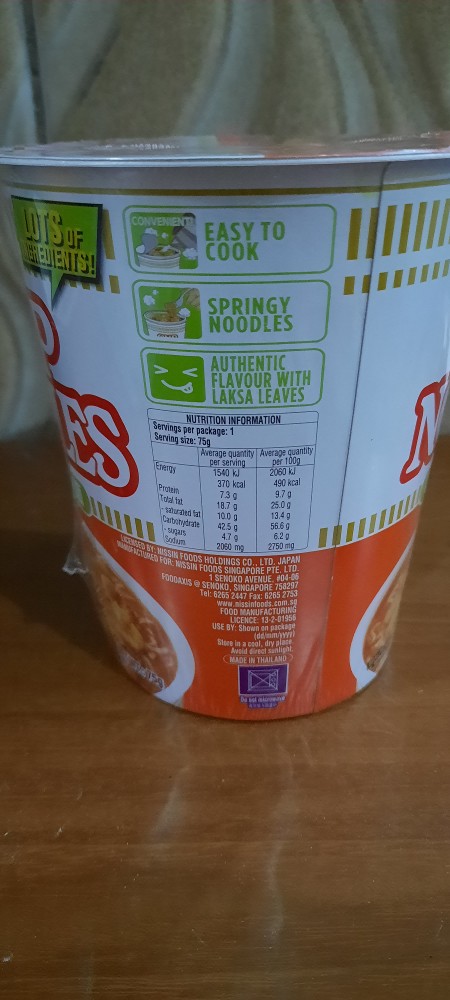 LOTS OF
INGREDIENTS!
CONVENIENT
EASY TO
COOK
SPRINGY
NOODLES
AUTHENTIC
FLAVOUR WITH
LAKSA LEAVES
ES
N
NUTRITION INFORMATION
Servings per package: 1
Serving size: 75g
Average quantity per serving Average quantity per 100g
Energy 1540 kJ 2060 kJ
370 kcal 490 kcal
Protein 7.3 g 9.7 g
Total fat 18.7 g 25.0 g
- saturated fat 10.0 g 13.4 g
Carbohydrate 42.5 g 56.6 g
- sugars 4.7 g 6.2 g
Sodium 2060 mg 2750 mg
LICENSED BY: NISSIN FOODS HOLDINGS CO., LTD. JAPAN
MANUFACTURED FOR: NISSIN FOODS SINGAPORE PTE. LTD.
1 SENOKO AVENUE, #04-06
FOODAXIS @ SENOKO, SINGAPORE 758297
Tel: 6265 2447 Fax: 6265 2753
www.nissinfoods.com.sg
FOOD MANUFACTURING
LICENCE: 13-2-01956
USE BY: Shown on package
(dd/mm/yyyy)
Store in a cool, dry place.
Avoid direct sunlight.
MADE IN THAILAND
Do not microwave